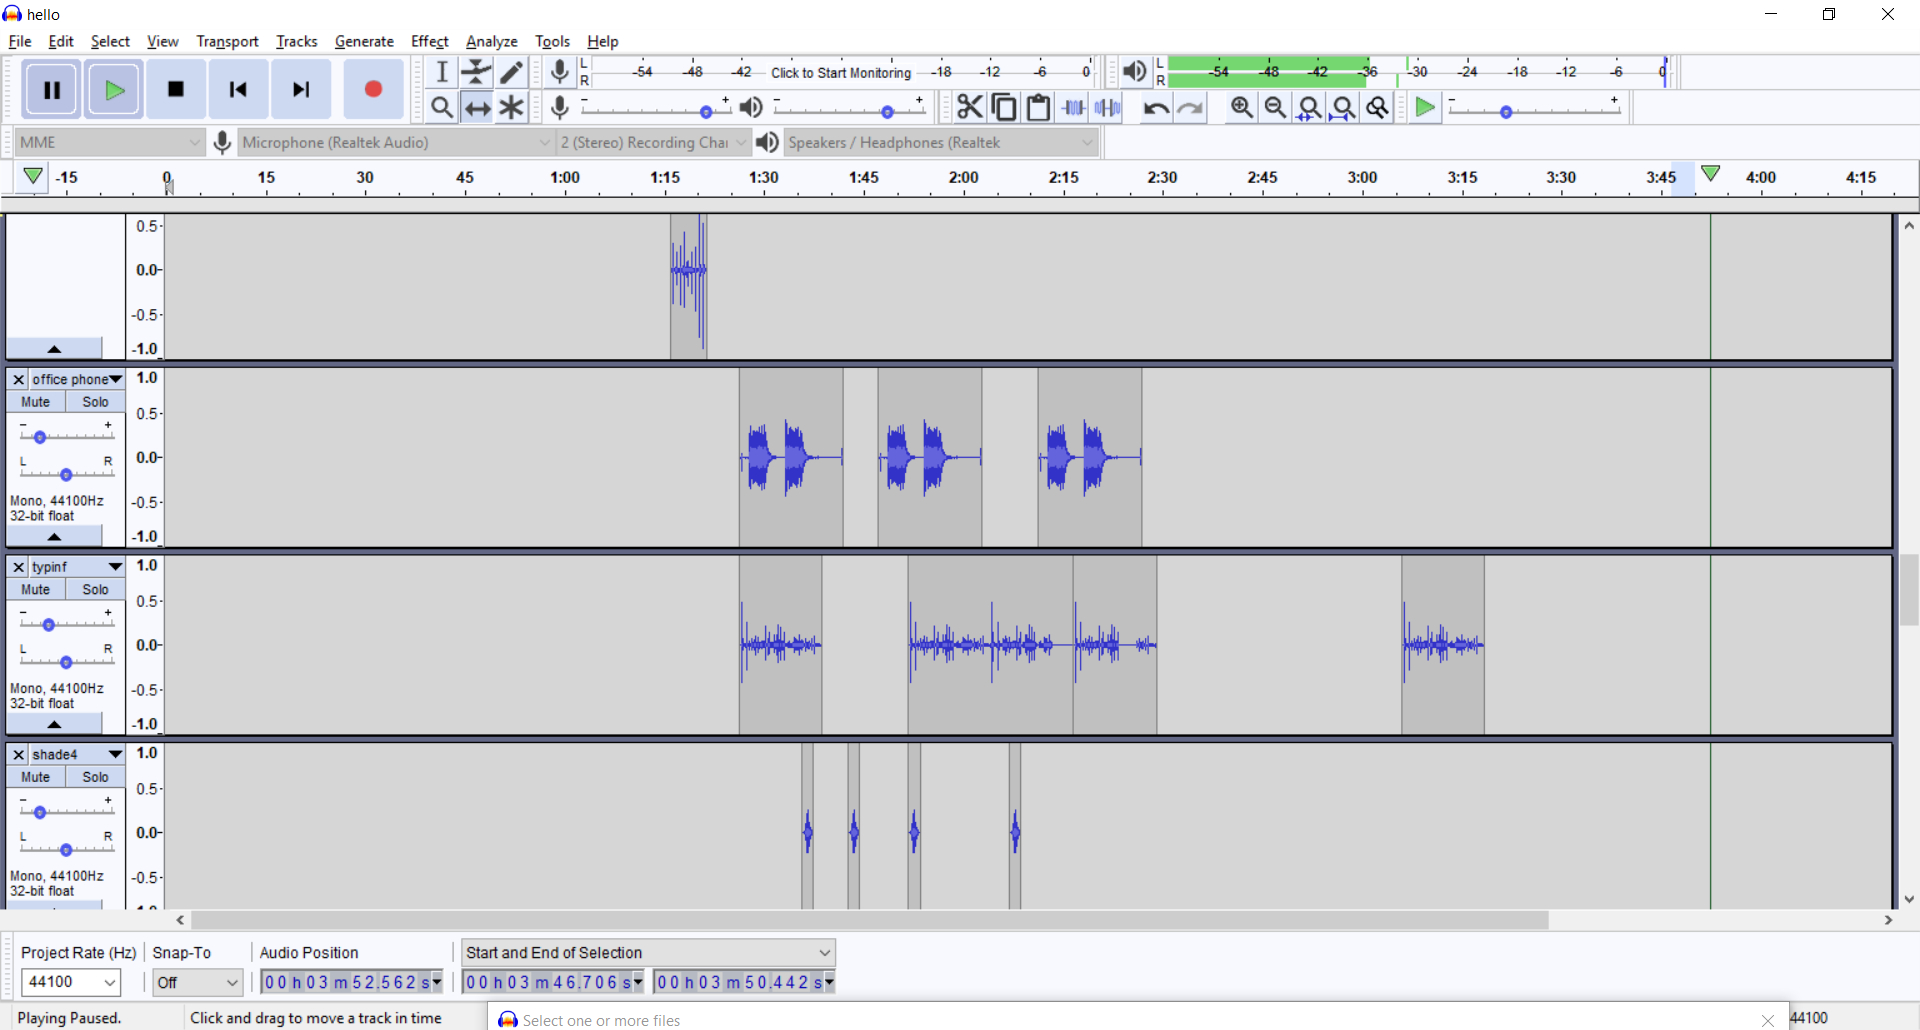 hello
File Edit Select View Transport Tracks Generate Effect Analyze Tools Help
L R -54 -48 -42 Click to Start Monitoring -18 -12 -6 0
L R -54 -48 -42 -36 -30 -24 -18 -12 -6 0
- + - + - +
MME Microphone (Realtek Audio) 2 (Stereo) Recording Chai Speakers / Headphones (Realtek
-15 0 15 30 45 1:00 1:15 1:30 1:45 2:00 2:15 2:30 2:45 3:00 3:15 3:30 3:45 4:00 4:15
0.5
0.0
-0.5
-1.0
office phone 1.0
Mute Solo
0.5
- +
L R 0.0
Mono, 44100Hz -0.5
32-bit float
-1.0
typinf 1.0
Mute Solo
0.5
- +
L R 0.0
Mono, 44100Hz -0.5
32-bit float
-1.0
shade4 1.0
Mute Solo
0.5
- +
L R 0.0
Mono, 44100Hz -0.5
32-bit float
Project Rate (Hz) Snap-To Audio Position Start and End of Selection
44100 Off 00 h 03 m 52.562 s 00 h 03 m 46.706 s 00 h 03 m 50.442 s
Playing Paused. Click and drag to move a track in time Select one or more files 44100